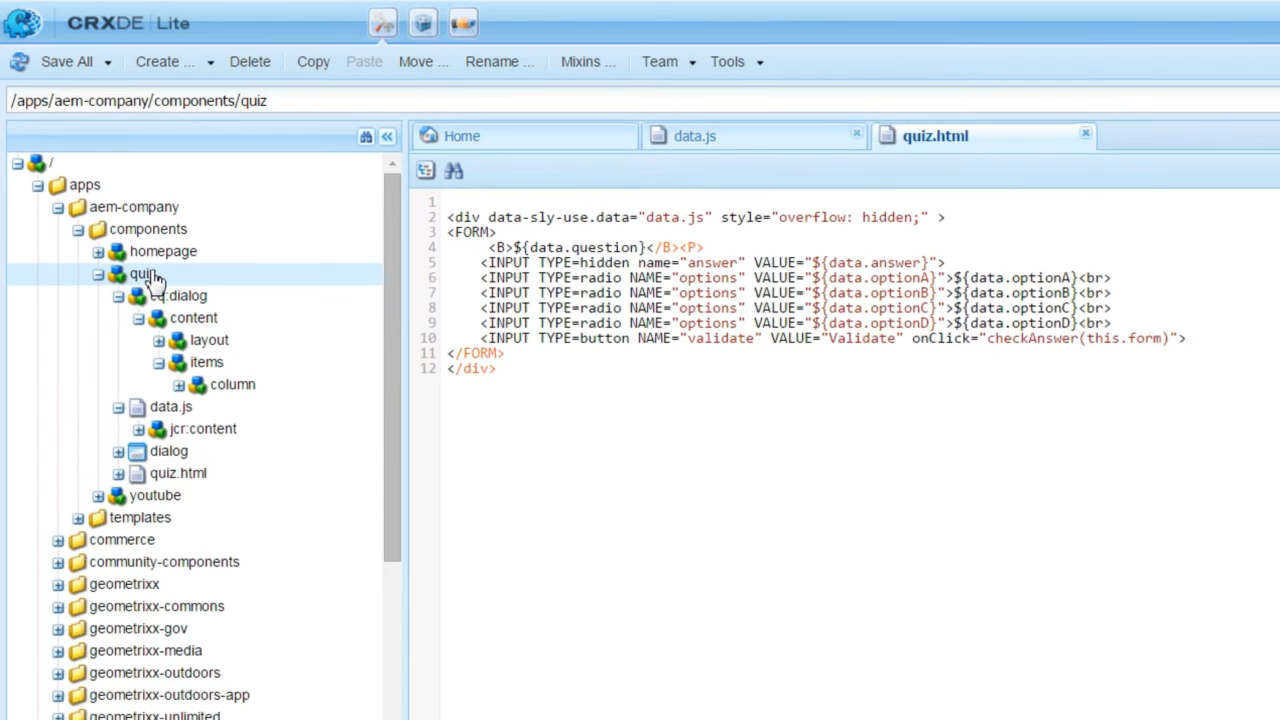 CRXDE | Lite
Save All Create ... Delete Copy Paste Move ... Rename ... Mixins ... Team Tools
/apps/aem-company/components/quiz
Home data.js quiz.html
/
apps
aem-company
components
homepage
cq:dialog
content
layout
items
column
data.js
jcr:content
dialog
quiz.html
youtube
templates
commerce
community-components
geometrixx
geometrixx-commons
geometrixx-gov
geometrixx-media
geometrixx-outdoors
geometrixx-outdoors-app
geometrixx-unlimited
1
2 <div data-sly-use.data="data.js" style="overflow: hidden;" >
3 <FORM>
4 <B>${data.question}</B><P>
5 <INPUT TYPE=hidden name="answer" VALUE="${data.answer}">
6 <INPUT TYPE=radio NAME="options" VALUE="${data.optionA}">${data.optionA}<br>
7 <INPUT TYPE=radio NAME="options" VALUE="${data.optionB}">${data.optionB}<br>
8 <INPUT TYPE=radio NAME="options" VALUE="${data.optionC}">${data.optionC}<br>
9 <INPUT TYPE=radio NAME="options" VALUE="${data.optionD}">${data.optionD}<br>
10 <INPUT TYPE=button NAME="validate" VALUE="Validate" onClick="checkAnswer(this.form)">
11 </FORM>
12 </div>